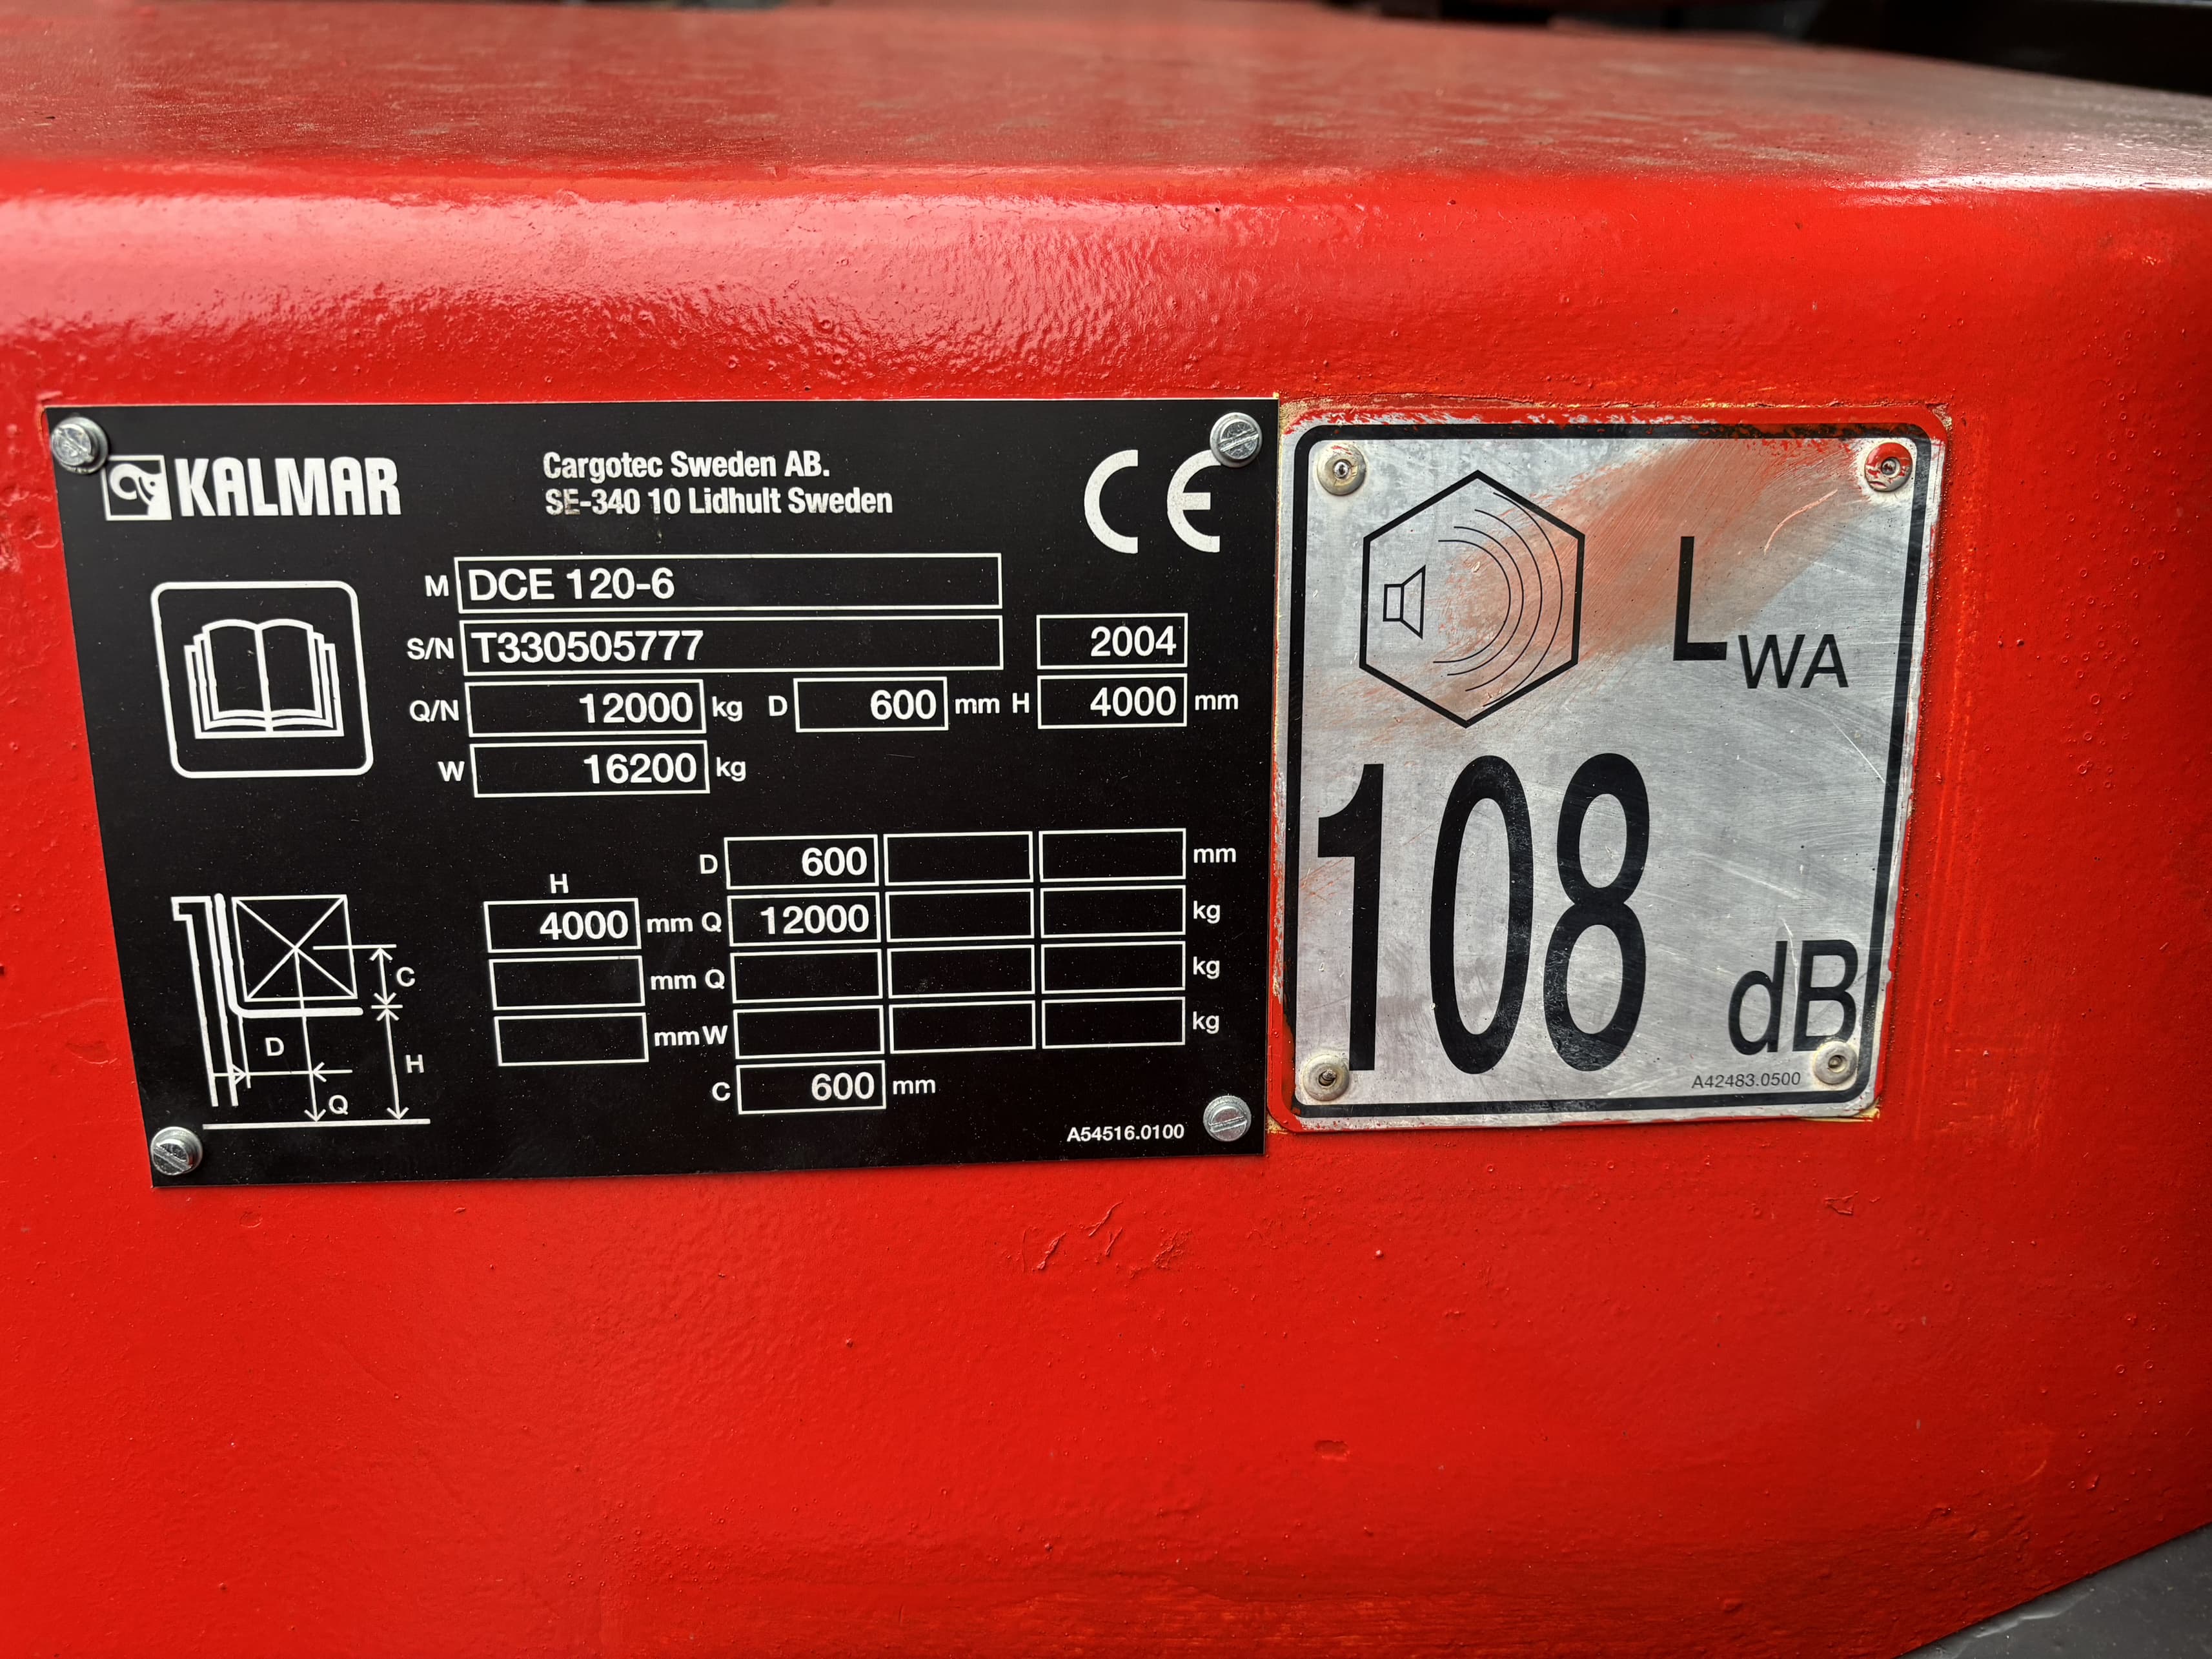 KALMAR
Cargotec Sweden AB.
SE-340 10 Lidhult Sweden
CE
M DCE 120-6
S/N T330505777 2004
Q/N 12000 kg D 600 mm H 4000 mm
W 16200 kg
D 600 mm
H
4000 mm Q 12000 kg
mm Q kg
mm W kg
C 600 mm
C
D
H
Q
A54516.0100
LWA
108 dB
A42483.0500